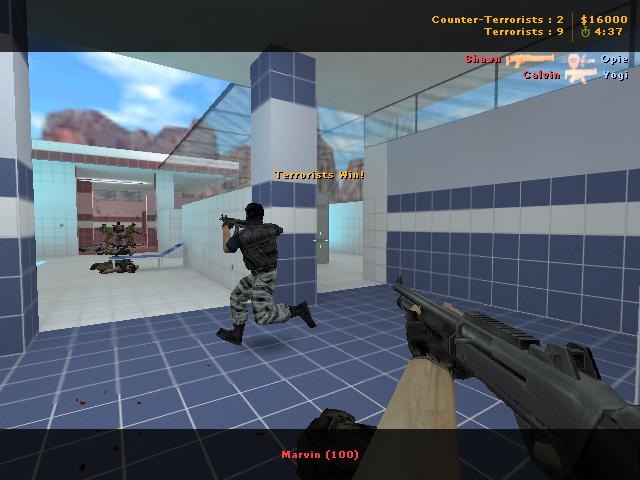 Counter-Terrorists : 2 $16000
Terrorists : 9 4:37
Shawn Opie
Calvin Yogi
Terrorists Win!
Marvin (100)